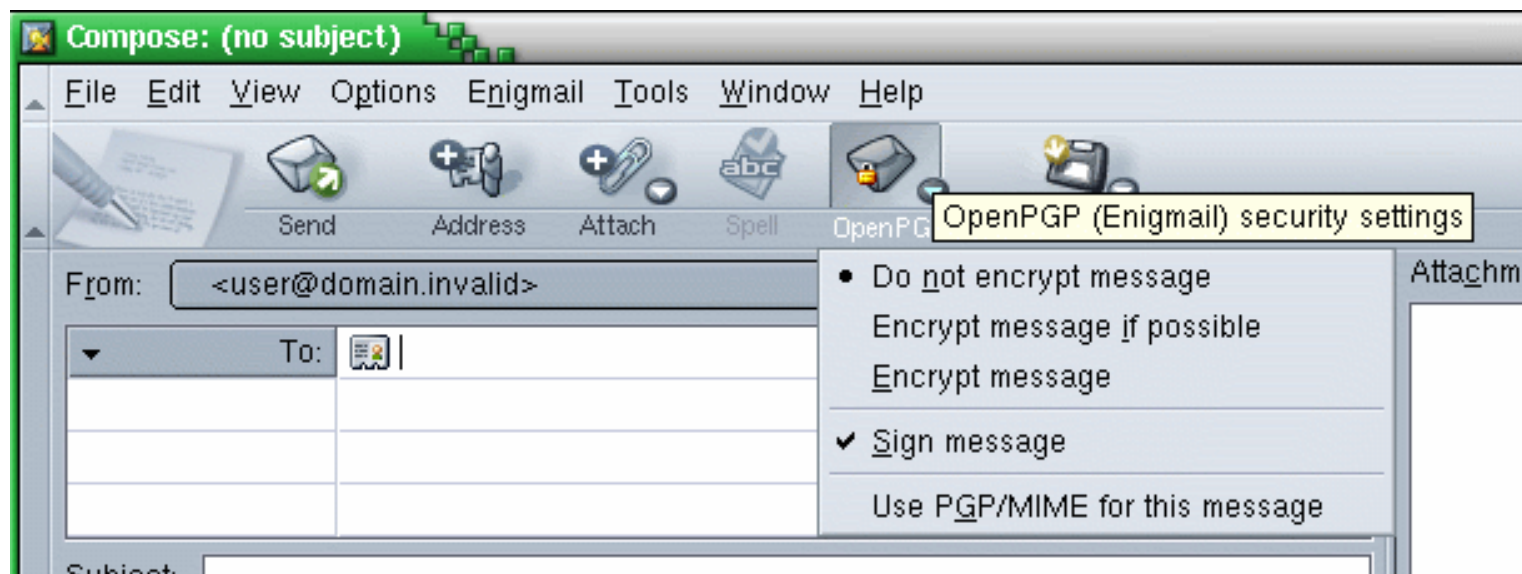 Compose: (no subject)
File Edit View Options Enigmail Tools Window Help
abc
Send Address Attach Spell OpenPG
OpenPGP (Enigmail) security settings
From: <user@domain.invalid>
Do not encrypt message
Attachm
Encrypt message if possible
To:
Encrypt message
Sign message
Use PGP/MIME for this message
Subject: